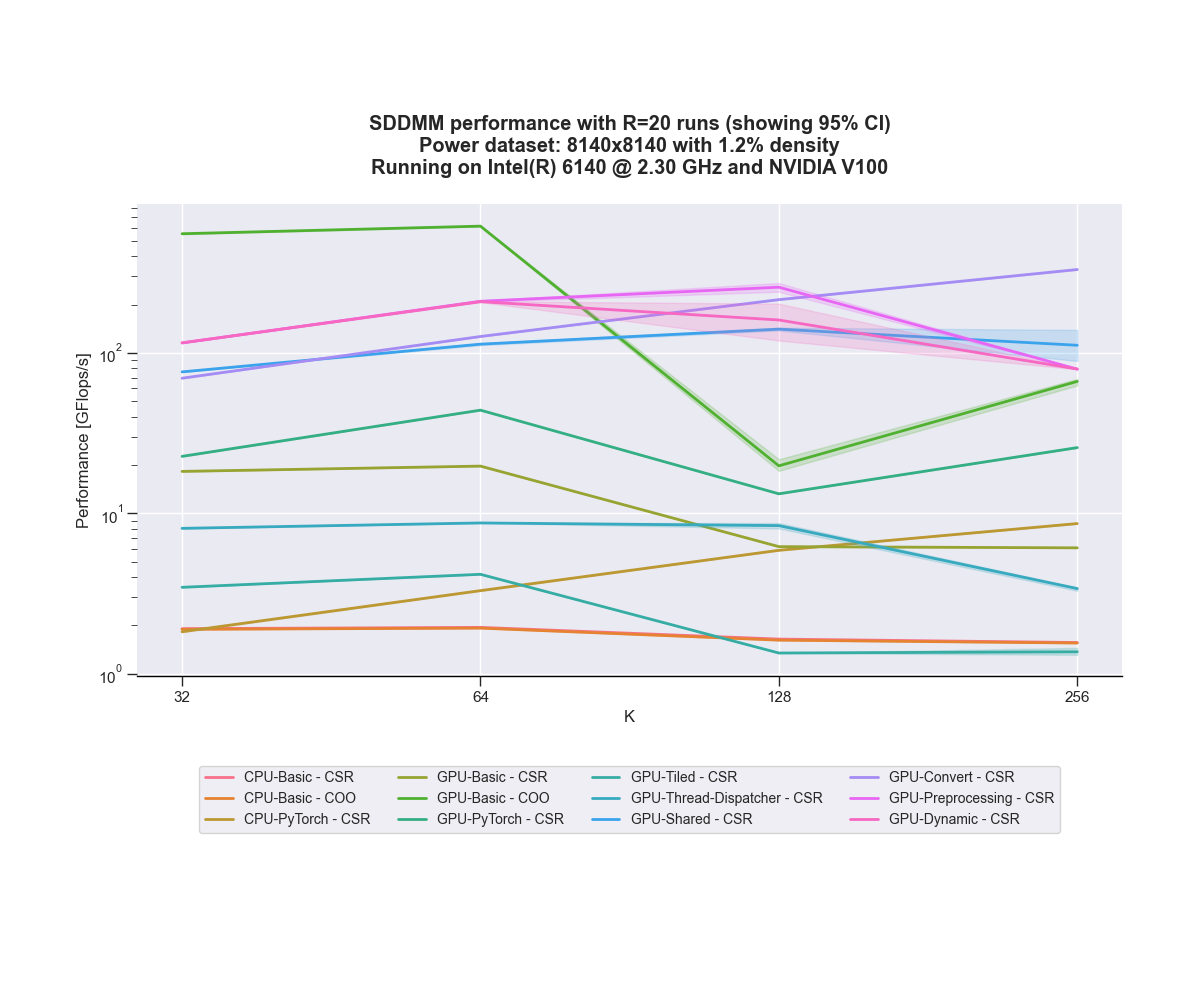 SDDMM performance with R=20 runs (showing 95% CI)
Power dataset: 8140x8140 with 1.2% density
Running on Intel(R) 6140 @ 2.30 GHz and NVIDIA V100
Performance [GFlops/s]
10^2
10^1
10^0
32 64 128 256
K
CPU-Basic - CSR GPU-Basic - CSR GPU-Tiled - CSR GPU-Convert - CSR
CPU-Basic - COO GPU-Basic - COO GPU-Thread-Dispatcher - CSR GPU-Preprocessing - CSR
CPU-PyTorch - CSR GPU-PyTorch - CSR GPU-Shared - CSR GPU-Dynamic - CSR